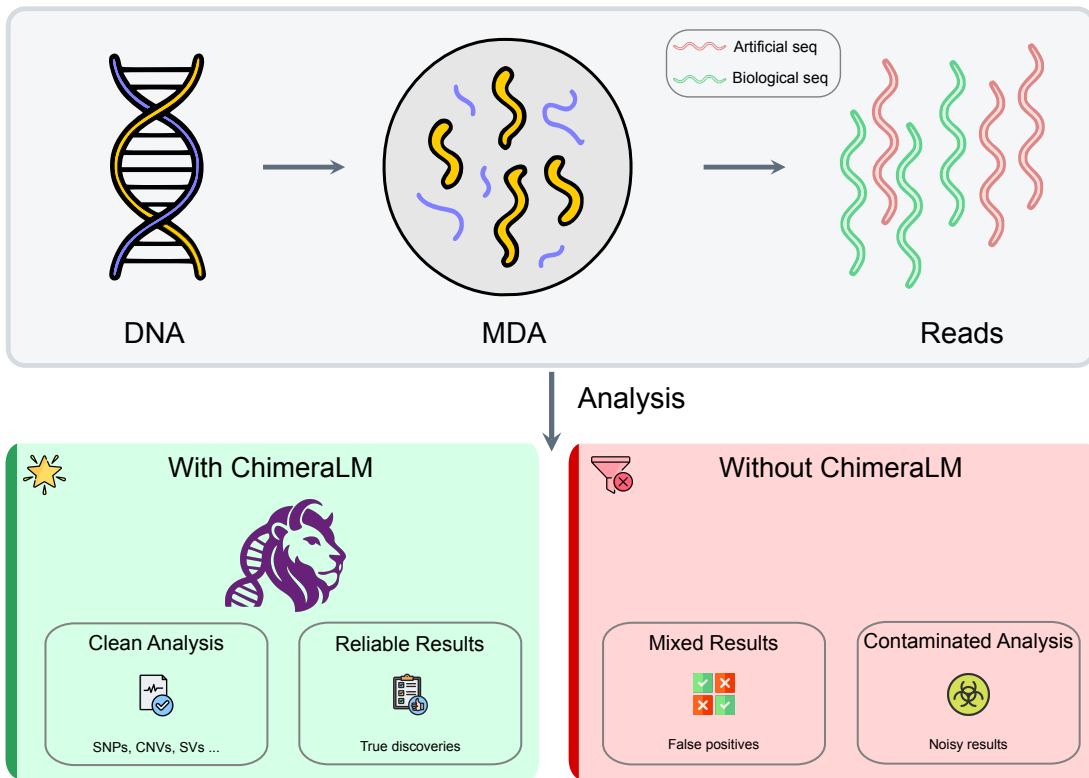 Artificial seq
Biological seq
DNA
MDA
Reads
Analysis
With ChimeraLM
Clean Analysis
SNPs, CNVs, SVs ...
Reliable Results
True discoveries
Without ChimeraLM
Mixed Results
False positives
Contaminated Analysis
Noisy results